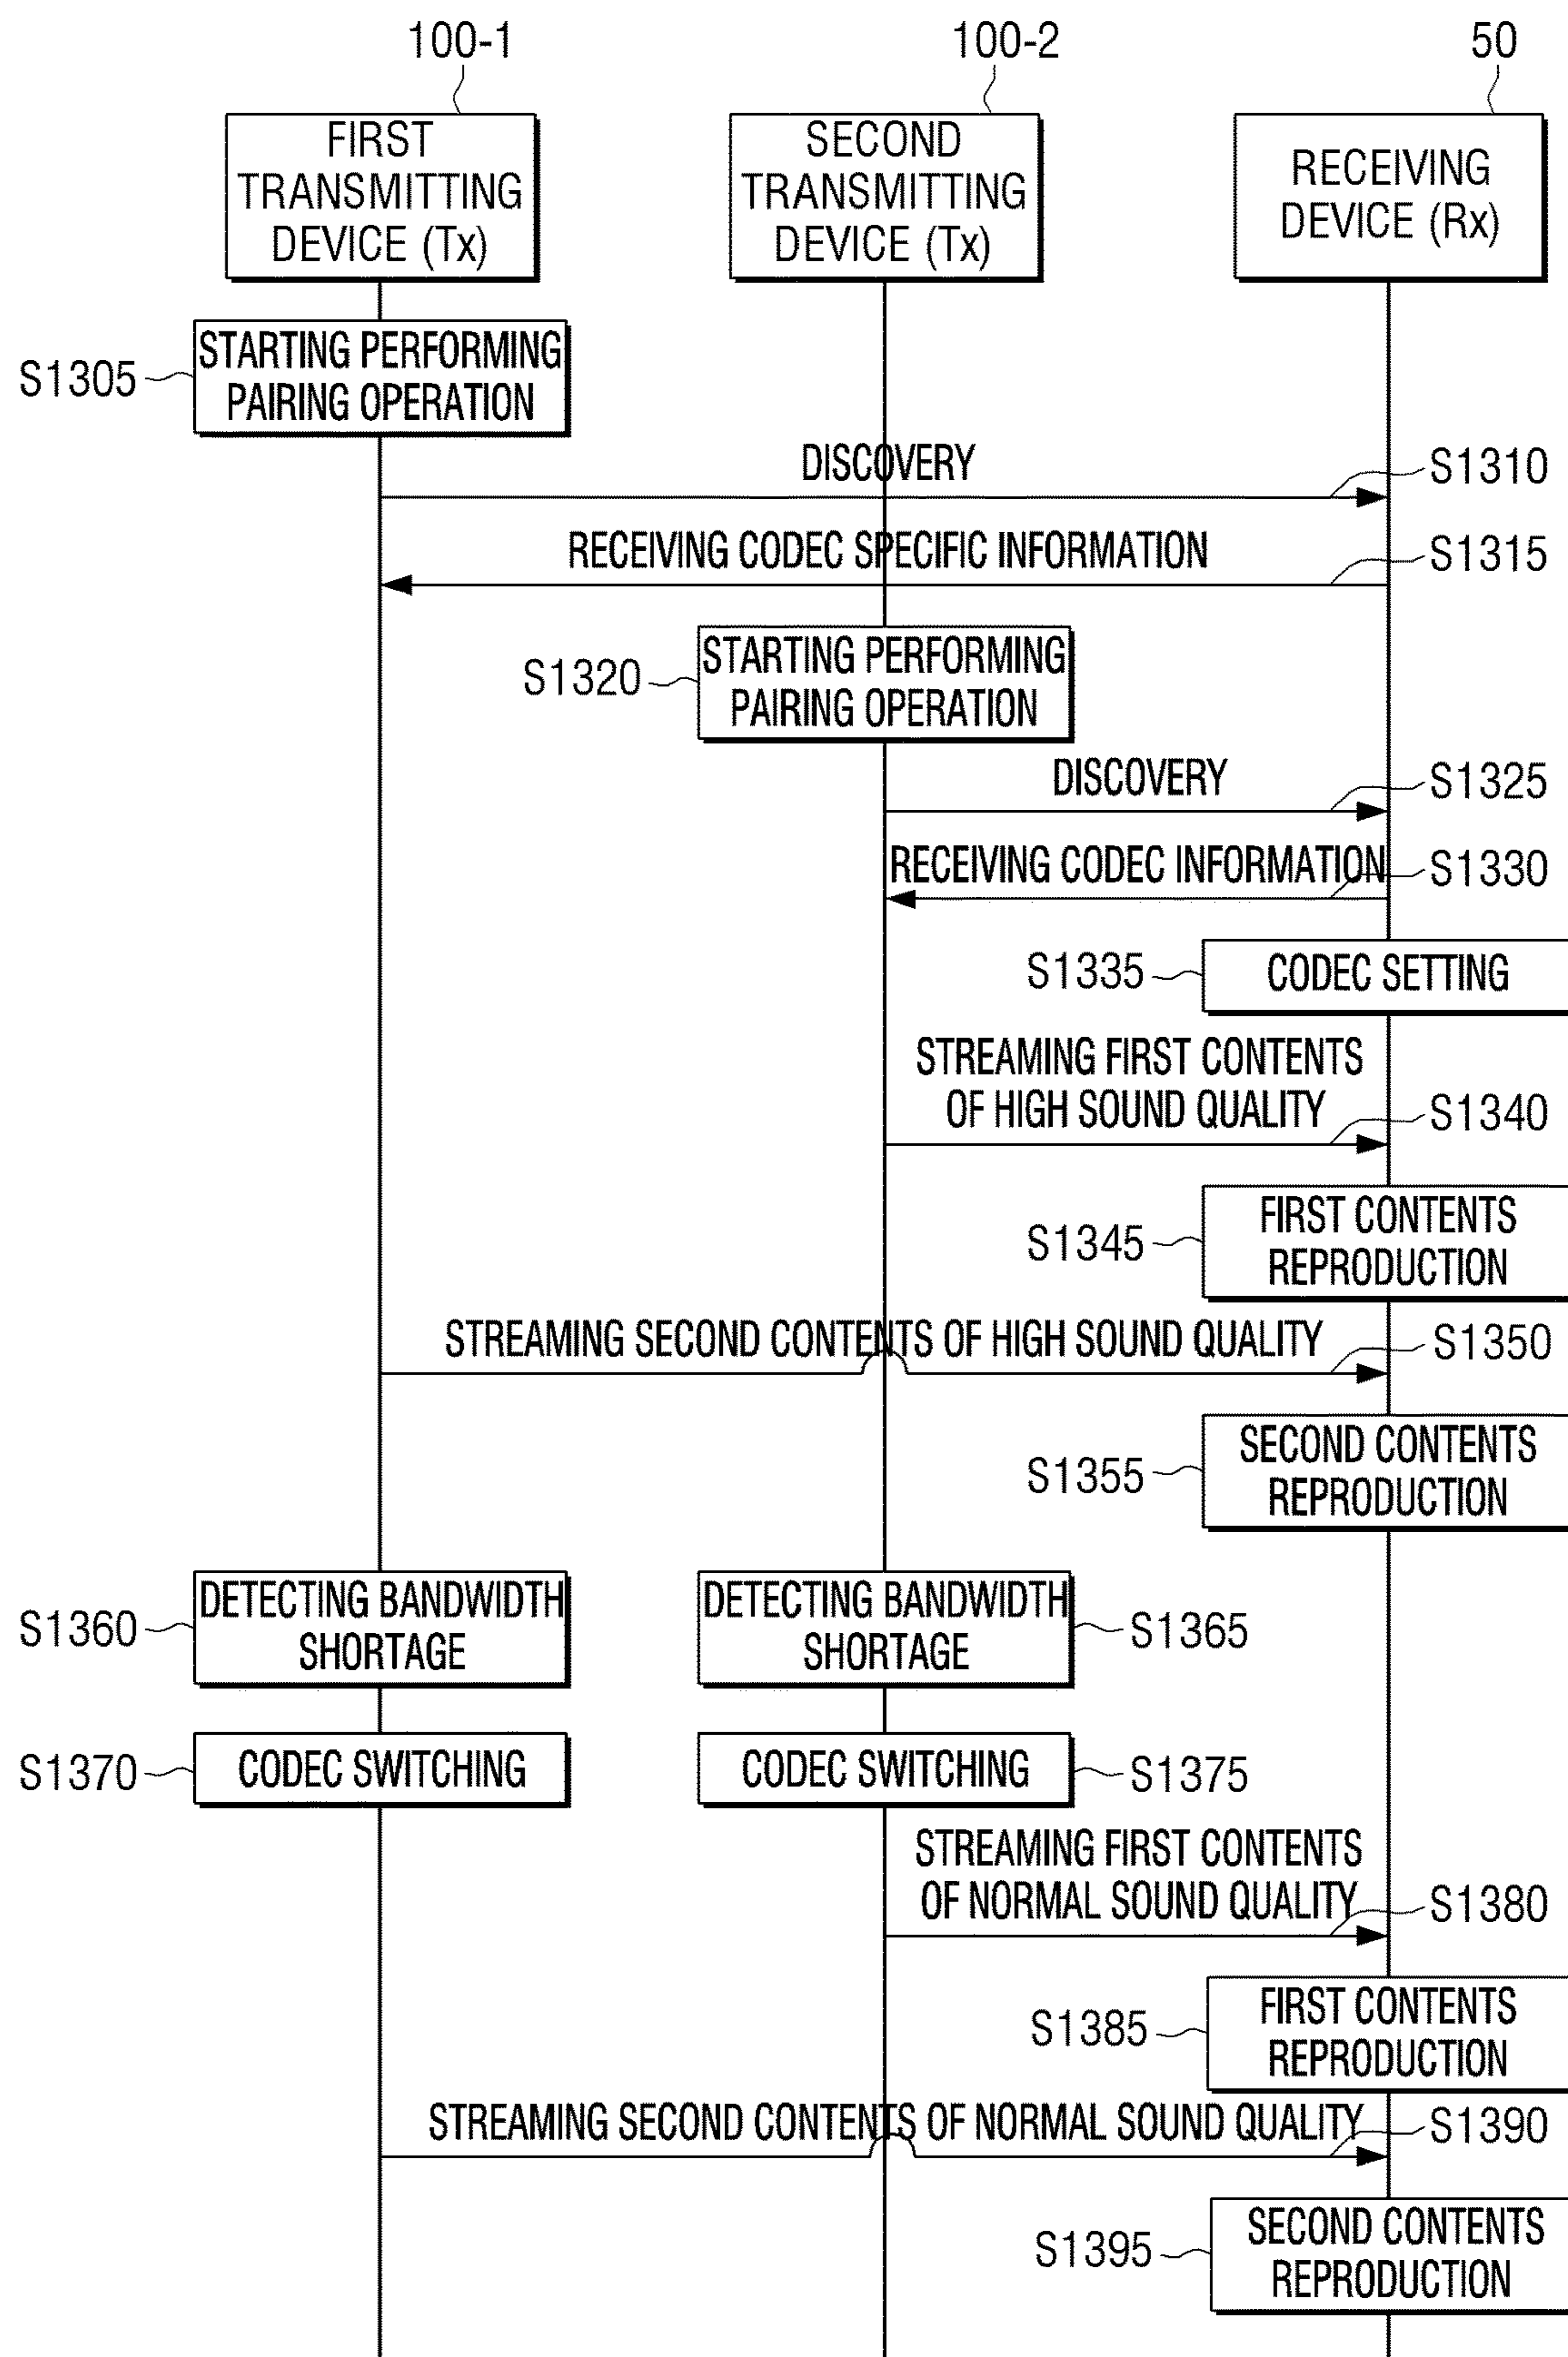 100-1
100-2
50
FIRST
TRANSMITTING
DEVICE (Tx)
SECOND
TRANSMITTING
DEVICE (Tx)
RECEIVING
DEVICE (Rx)
S1305
STARTING PERFORMING
PAIRING OPERATION
DISCOVERY
S1310
RECEIVING CODEC SPECIFIC INFORMATION
S1315
S1320
STARTING PERFORMING
PAIRING OPERATION
DISCOVERY
S1325
RECEIVING CODEC INFORMATION
S1330
S1335
CODEC SETTING
STREAMING FIRST CONTENTS
OF HIGH SOUND QUALITY
S1340
S1345
FIRST CONTENTS
REPRODUCTION
STREAMING SECOND CONTENTS OF HIGH SOUND QUALITY
S1350
S1355
SECOND CONTENTS
REPRODUCTION
S1360
DETECTING BANDWIDTH
SHORTAGE
DETECTING BANDWIDTH
SHORTAGE
S1365
S1370
CODEC SWITCHING
CODEC SWITCHING
S1375
STREAMING FIRST CONTENTS
OF NORMAL SOUND QUALITY
S1380
S1385
FIRST CONTENTS
REPRODUCTION
STREAMING SECOND CONTENTS OF NORMAL SOUND QUALITY
S1390
S1395
SECOND CONTENTS
REPRODUCTION